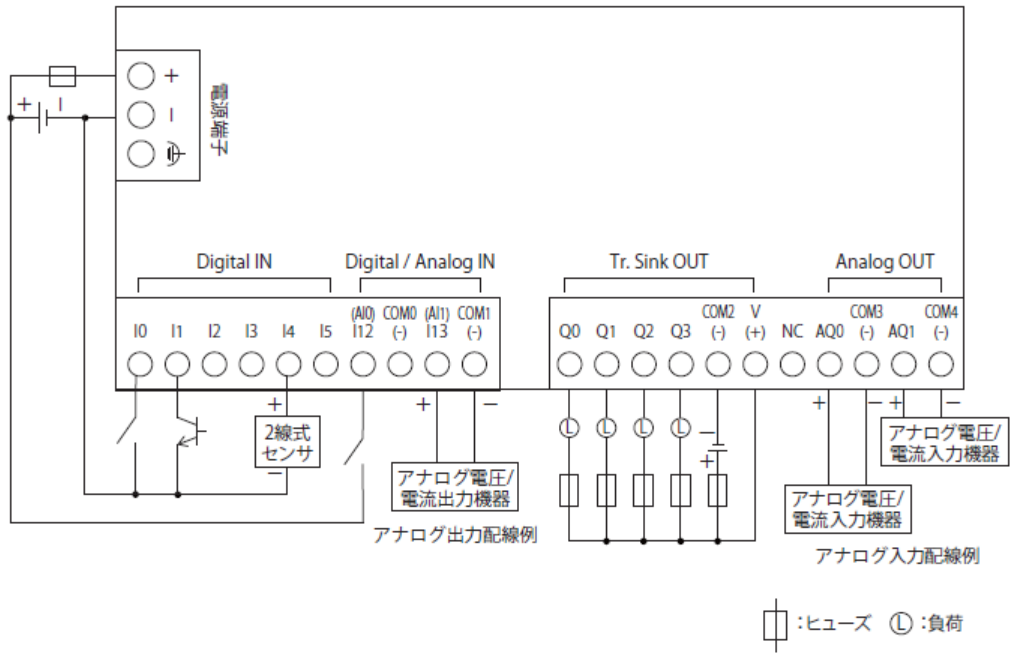 +
−
電源端子
+ −
Digital IN
Digital / Analog IN
Tr. Sink OUT
Analog OUT
(AI0) COM0 (AI1) COM1
I0 I1 I2 I3 I4 I5 I12 (-) I13 (-)
COM2 V COM3 COM4
Q0 Q1 Q2 Q3 (-) (+) NC AQ0 (-) AQ1 (-)
+
2線式
センサ
−
+ −
アナログ電圧/
電流出力機器
アナログ出力配線例
L L L L
−
+
+ − + −
アナログ電圧/
電流入力機器
アナログ電圧/
電流入力機器
アナログ入力配線例
:ヒューズ L :負荷